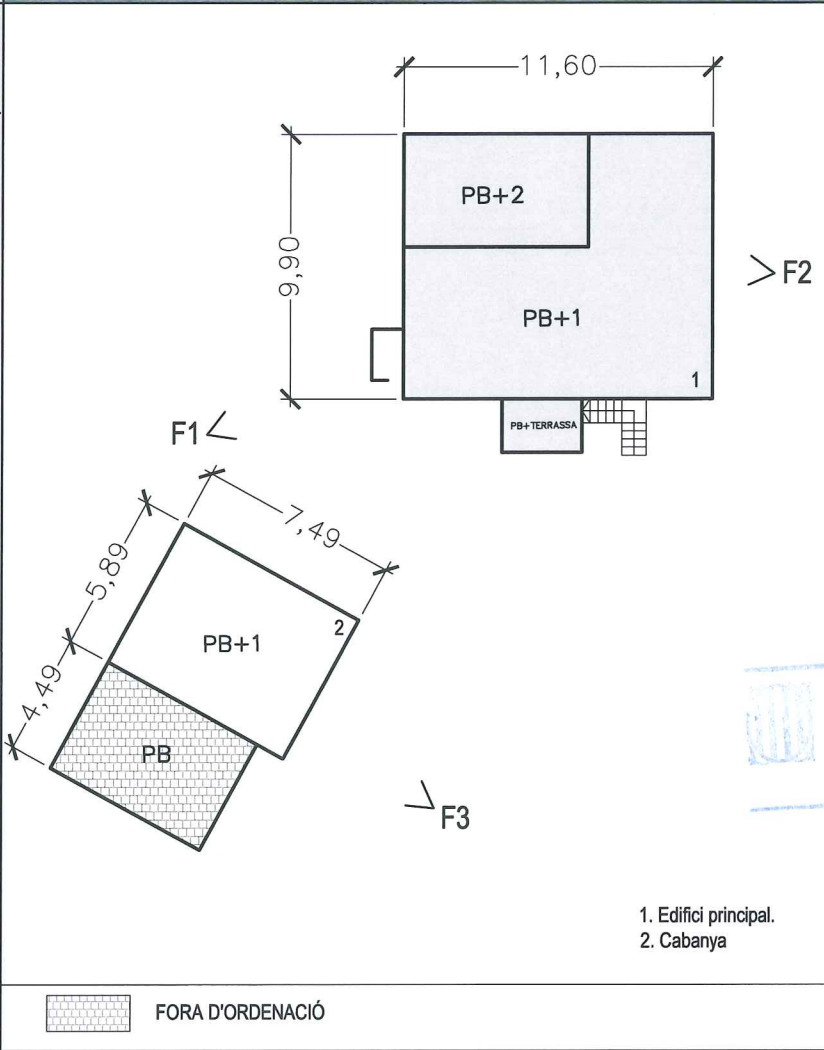 11,60
PB+2
9,90
F2
PB+1
1
PB+TERRASSA
F1
7,49
5,89
2
PB+1
4,49
PB
F3
1. Edifici principal.
2. Cabanya
FORA D'ORDENACIÓ